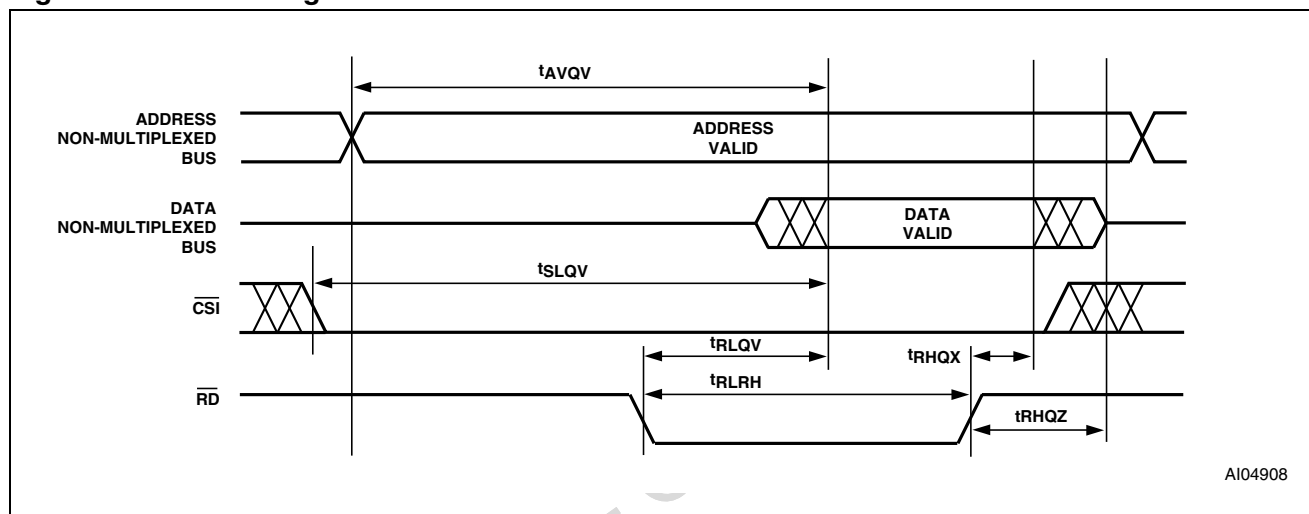 tAVQV
ADDRESS
NON-MULTIPLEXED
BUS
ADDRESS
VALID
DATA
NON-MULTIPLEXED
BUS
DATA
VALID
tSLQV
CSI
tRLQV
tRHQX
tRLRH
RD
tRHQZ
AI04908